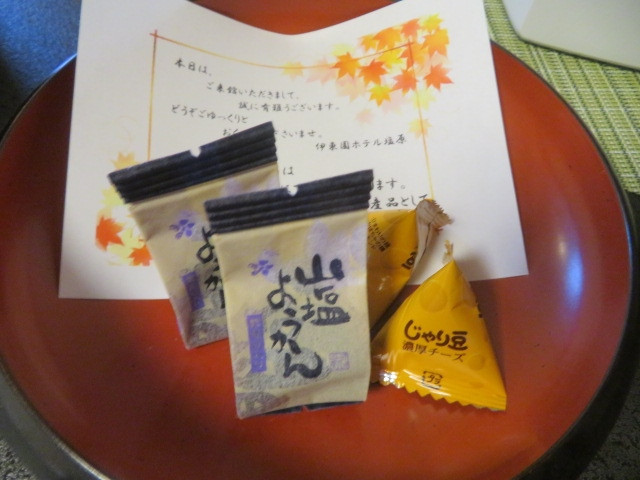 本日は、
ご来館いただきまして、
誠に有難うございます。
どうぞごゆっくりと
さいませ。
伊東園ホテル塩原
は
ます。
産品として
山塩
ようかん
じゃり豆
濃厚チーズ